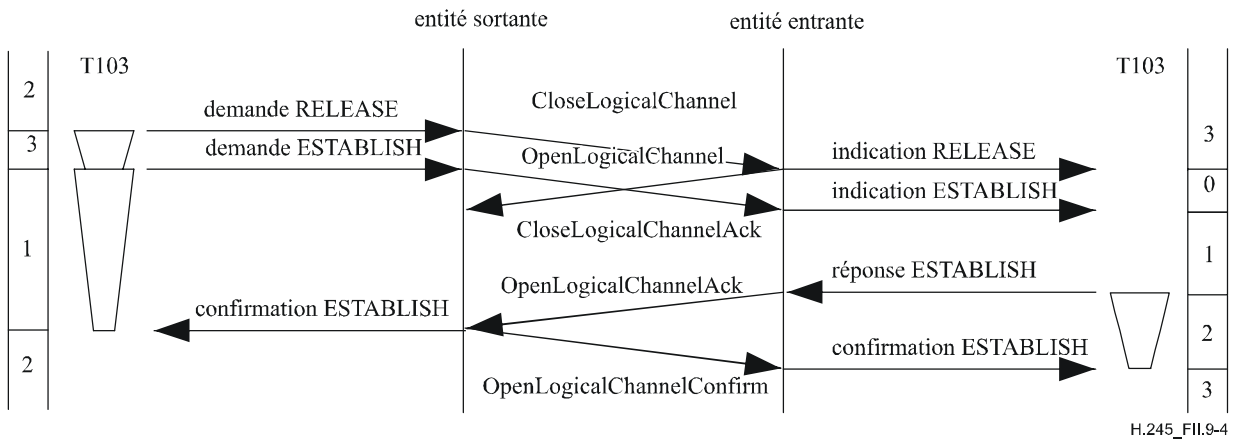 entité sortante
entité entrante
T103
T103
2
demande RELEASE
CloseLogicalChannel
3
demande ESTABLISH
OpenLogicalChannel
indication RELEASE
3
0
indication ESTABLISH
CloseLogicalChannelAck
1
1
réponse ESTABLISH
OpenLogicalChannelAck
confirmation ESTABLISH
2
confirmation ESTABLISH
2
OpenLogicalChannelConfirm
3
H.245_FII.9-4